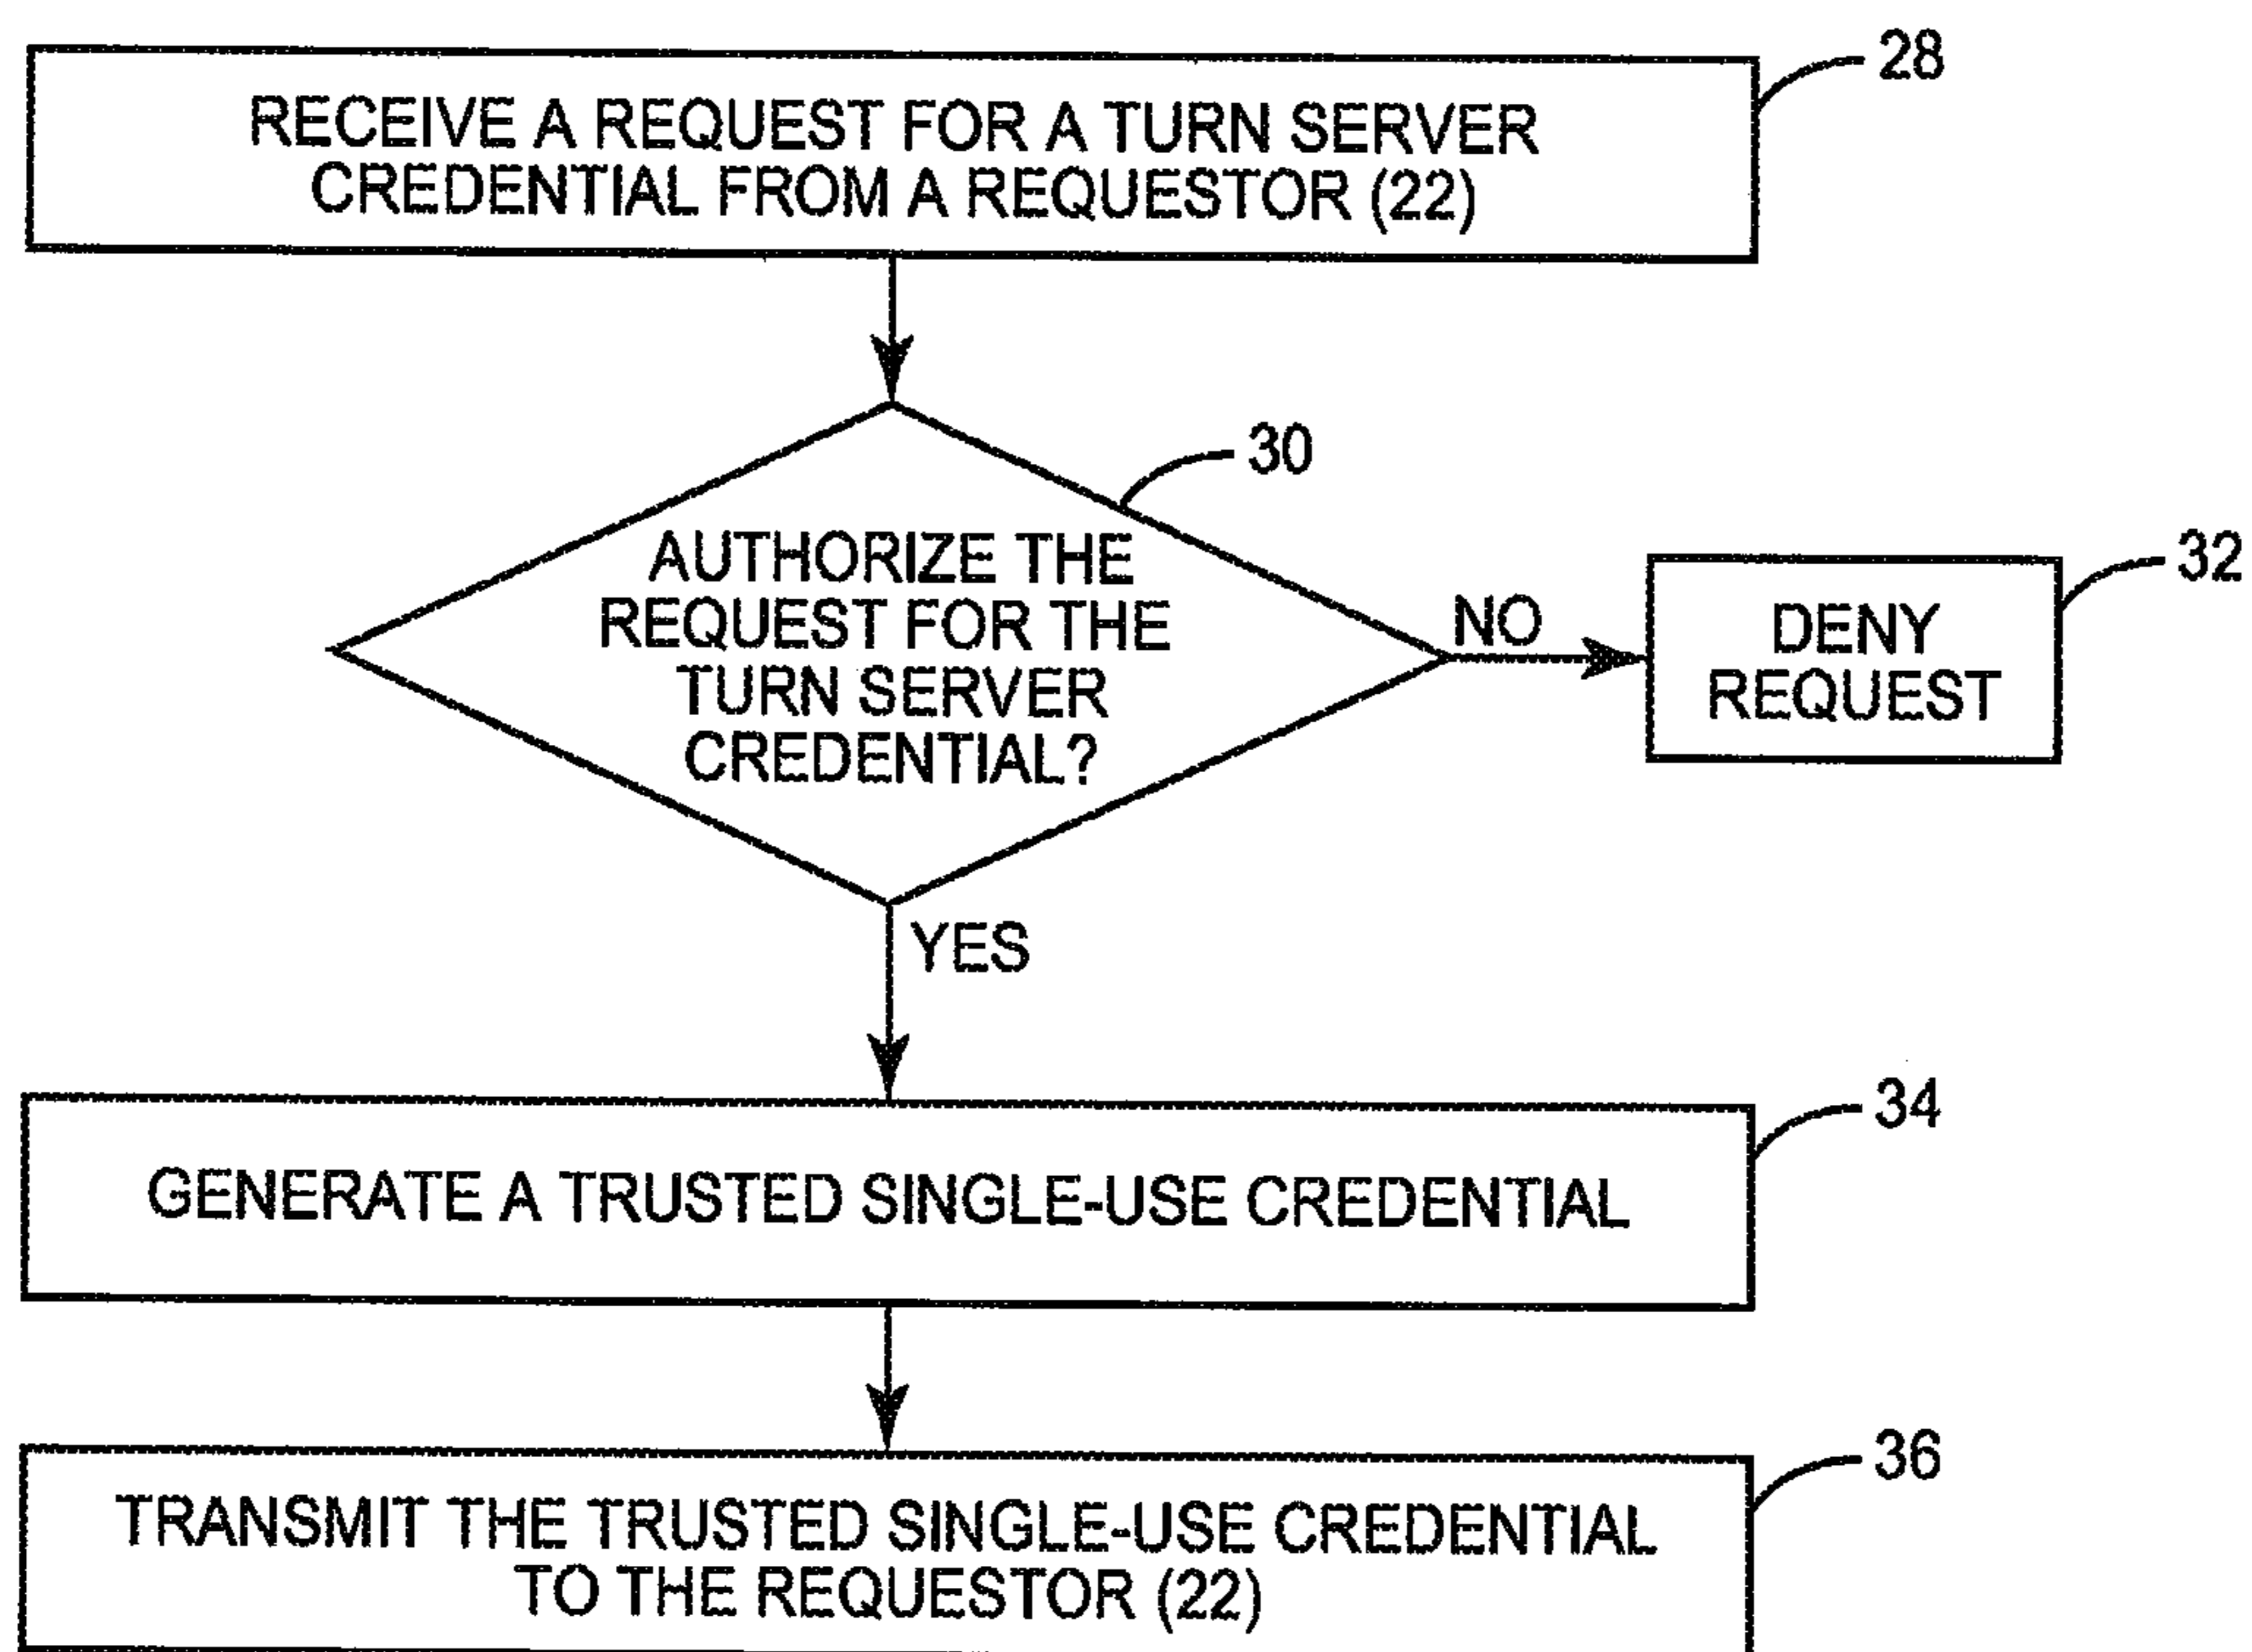 28
RECEIVE A REQUEST FOR A TURN SERVER
CREDENTIAL FROM A REQUESTOR (22)
30
AUTHORIZE THE
REQUEST FOR THE
TURN SERVER
CREDENTIAL?
NO
32
DENY
REQUEST
YES
34
GENERATE A TRUSTED SINGLE-USE CREDENTIAL
36
TRANSMIT THE TRUSTED SINGLE-USE CREDENTIAL
TO THE REQUESTOR (22)